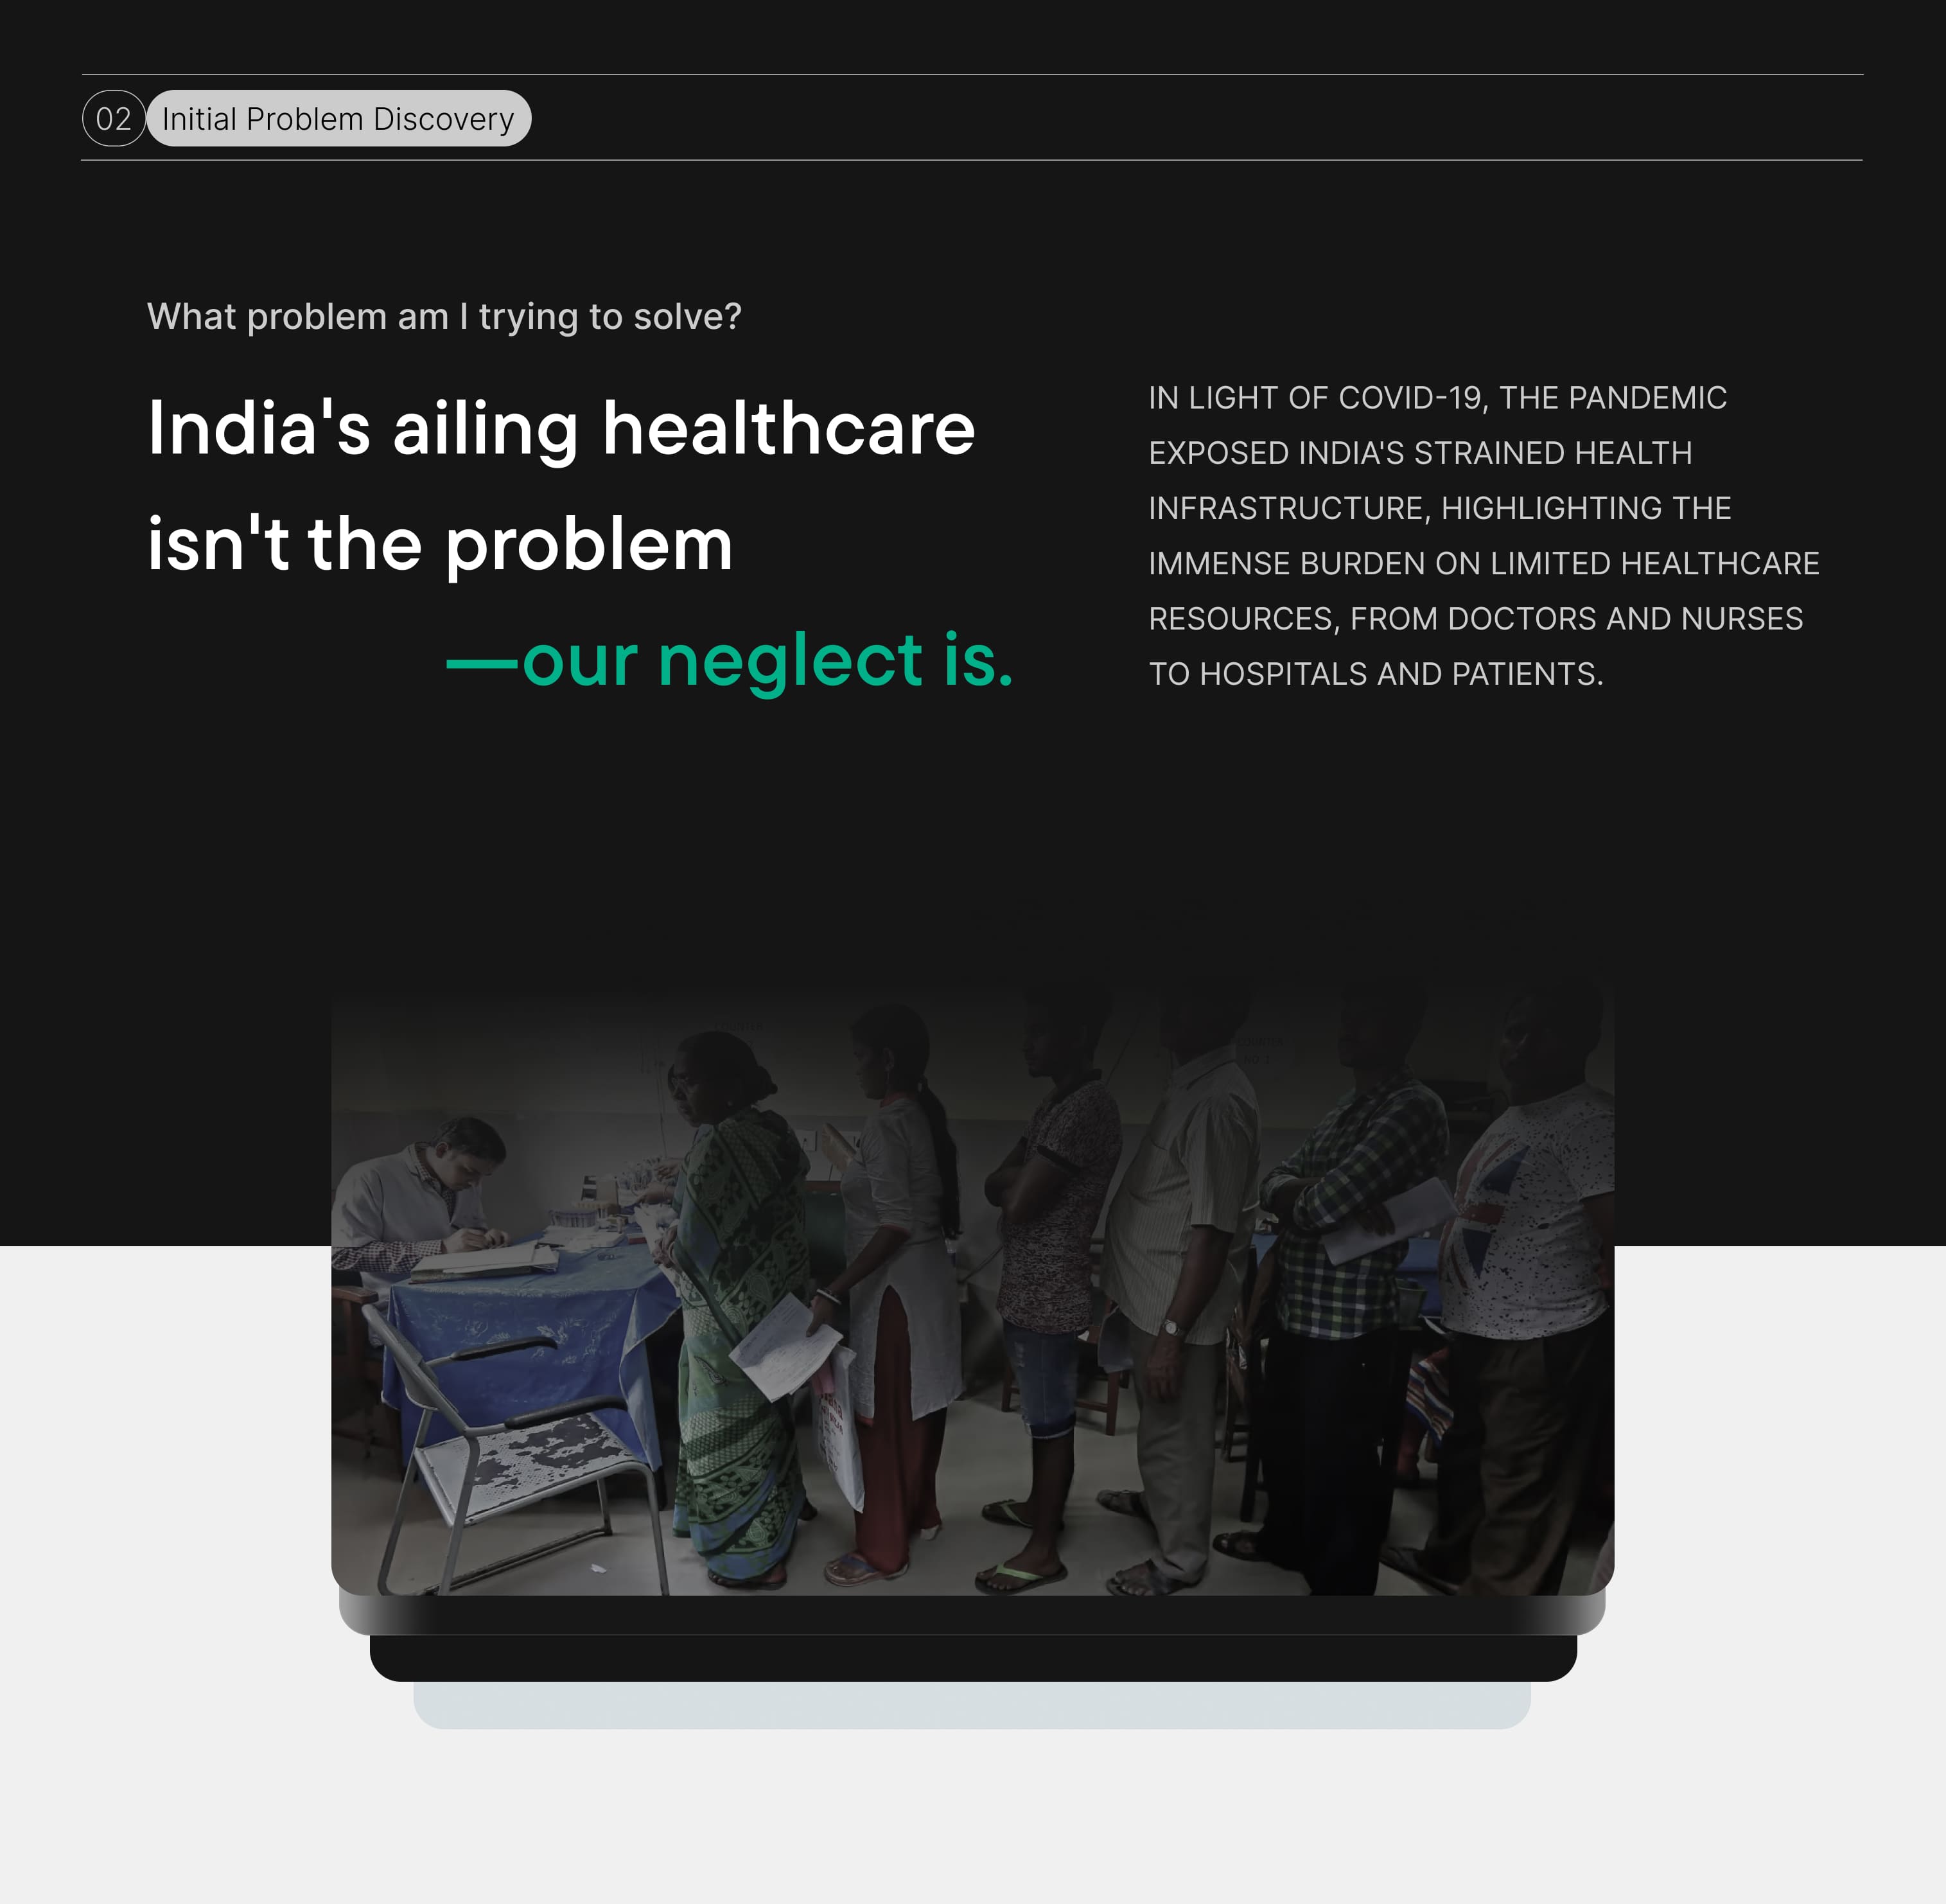 02 Initial Problem Discovery
What problem am I trying to solve?
India's ailing healthcare
isn't the problem
—our neglect is.
IN LIGHT OF COVID-19, THE PANDEMIC
EXPOSED INDIA'S STRAINED HEALTH
INFRASTRUCTURE, HIGHLIGHTING THE
IMMENSE BURDEN ON LIMITED HEALTHCARE
RESOURCES, FROM DOCTORS AND NURSES
TO HOSPITALS AND PATIENTS.